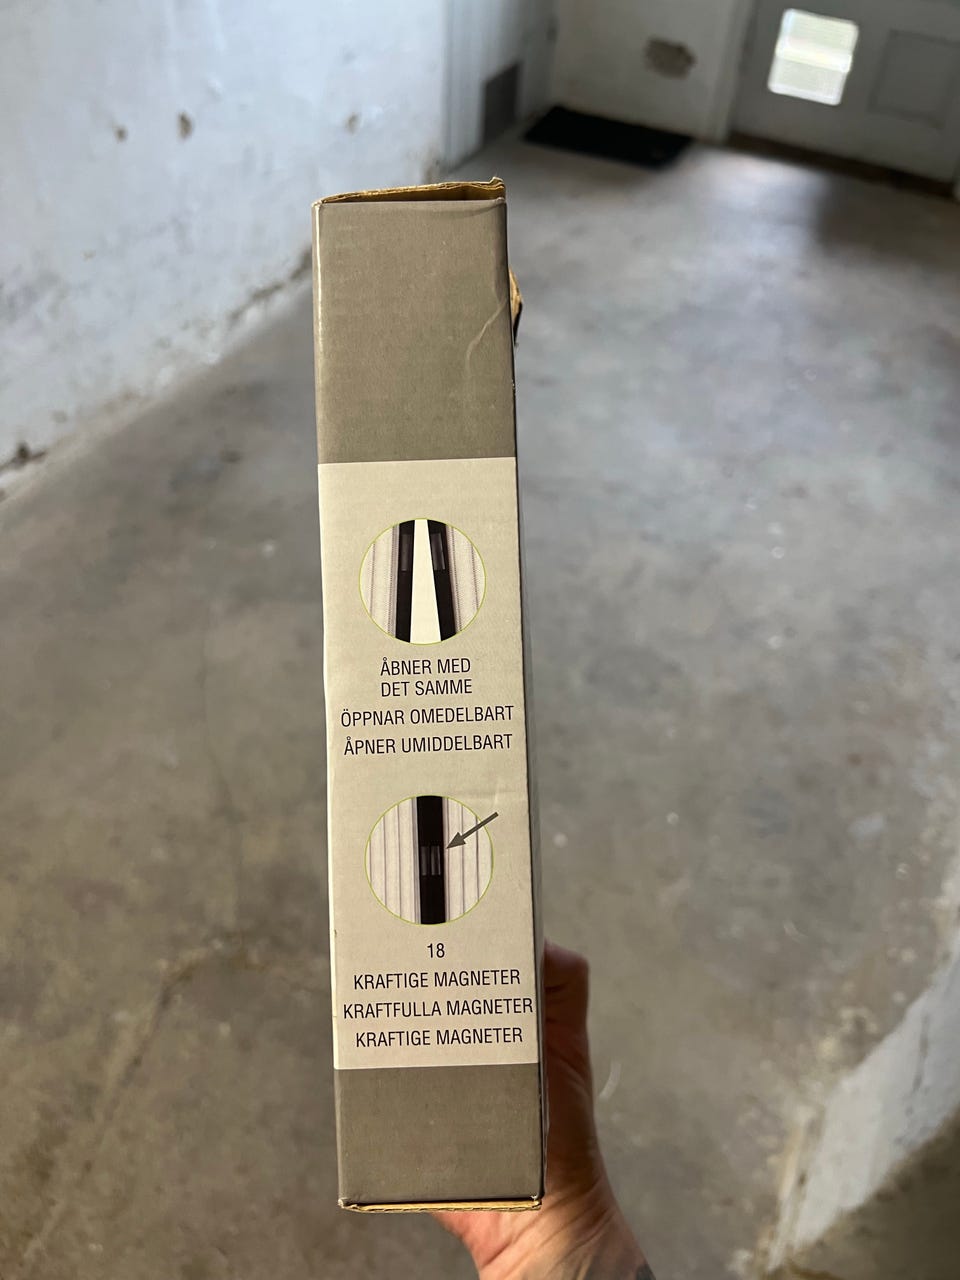 ÅBNER MED
DET SAMME
ÖPPNAR OMEDELBART
ÅPNER UMIDDELBART
18
KRAFTIGE MAGNETER
KRAFTFULLA MAGNETER
KRAFTIGE MAGNETER